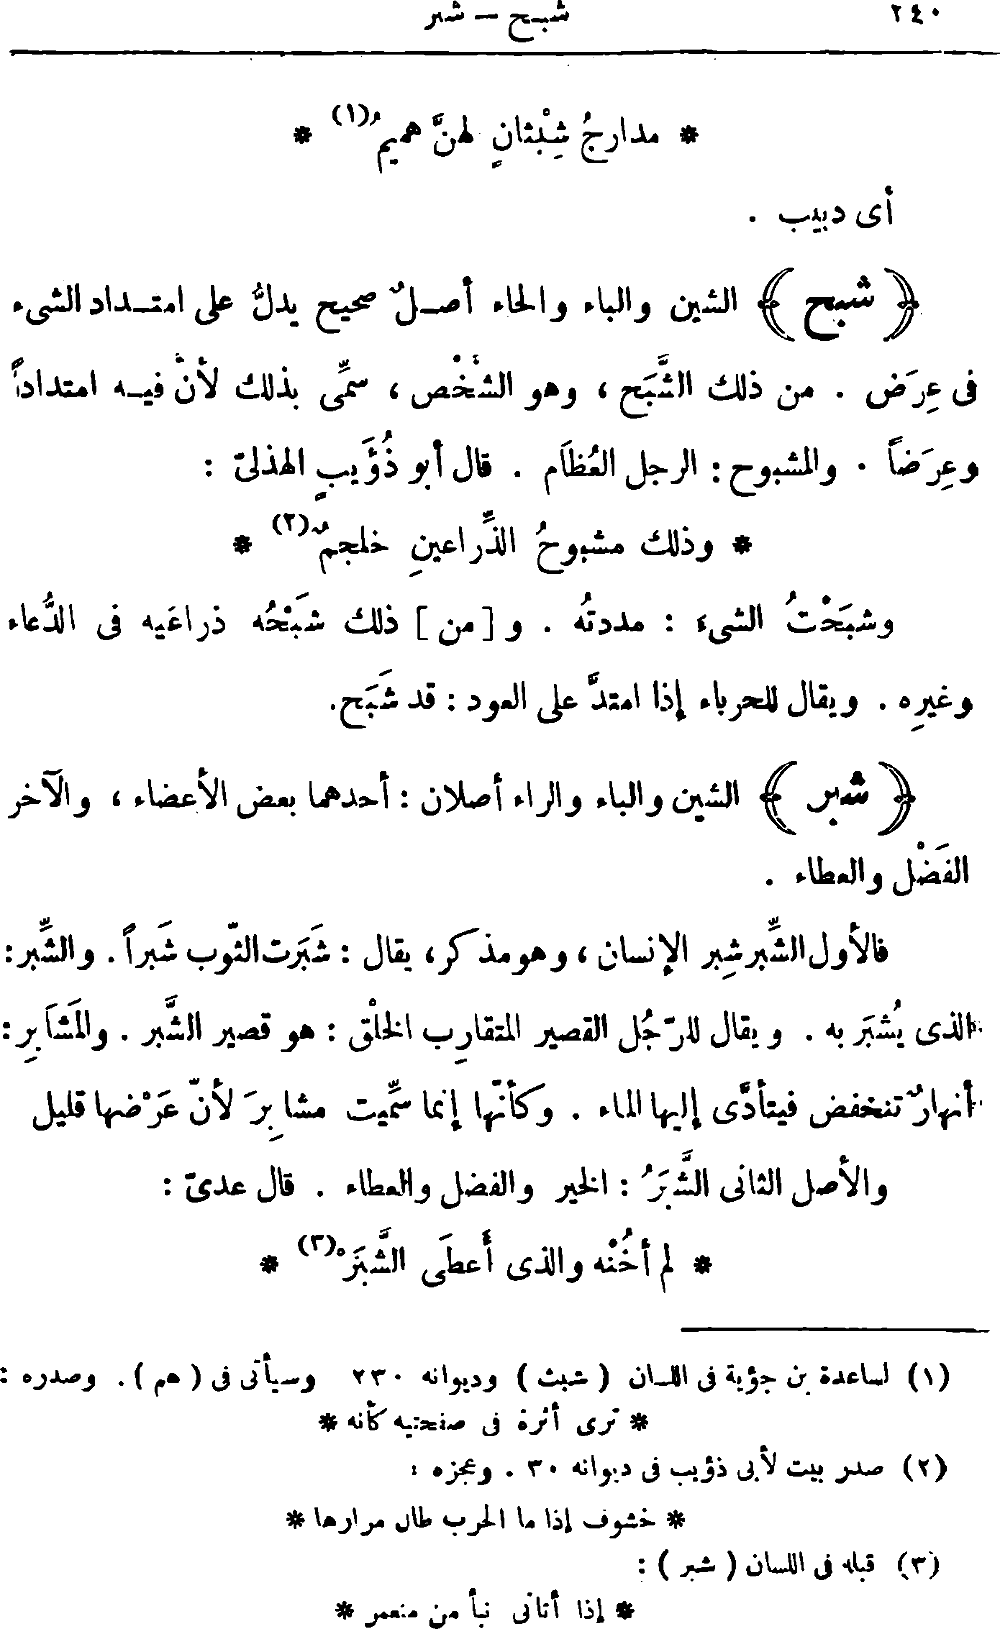 ٢٤٠ شبح — شبر
* مدارجُ شِبْثانٍ لهنَّ هميمُ (١) *
أى دبيب .
﴿ شبح ﴾ الشين والباء والحاء أصلٌ صحيح يدلُّ على امتداد الشىء
فى عِرَض . من ذلك الشَّبَح ، وهو الشخْص ، سمِّى بذلك لأنّ فيه امتداداً
وعِرَضاً . والمشبوح : الرجل العُظاَم . قال أبو ذُؤَيبٍ الهذلىّ :
* وذلك مشبوحُ الذِّراعينِ خلجمٌ (٢) *
وشبَحْتُ الشىءَ : مددتُه . و [ من ] ذلك شَبْحُه ذراعَيه فى الدُّعاء
وغيرِه . ويقال للحرباء إذا امتدَّ على العود : قد شَبَح.
﴿ شبر ﴾ الشين والباء والراء أصلان : أحدهما بعض الأعضاء ، والآخر
الفَضْل والعطاء .
فالأول الشِّبر شِبر الإنسان ، وهو مذكر ، يقال : شَبَرت الثّوب شَبراً . والشِّبر :
الذى يُشبَر به . ويقال للرّجُل القصير المتقارِب الخلْق : هو قصير الشَّبر . والمَشاَبِر :
أنهارٌ تنخفض فيتأدَّى إليها الماء . وكأنّها إنما سمِّيت مشابِرَ لأنّ عَرْضها قليل
والأصل الثانى الشَّبَرُ : الخير والفضل والعطاء . قال عدىّ :
* لم أخُنْه والذى أَعطَى الشَّبَرْ (٣) *
(١) لساعدة بن جؤية فى اللسان ( شبث ) وديوانه ٢٣٠ وسيأتى فى ( هم ) . وصدره :
* ترى أثرة فى صفحتيه كأنه *
(٢) صدر بيت لأبى ذؤيب فى ديوانه ٣٠ . وعجزه :
* خشوف إذا ما الحرب طال مرارها *
(٣) قبله فى اللسان ( شبر ) :
* إذا أتانى نبأ من منعمر *